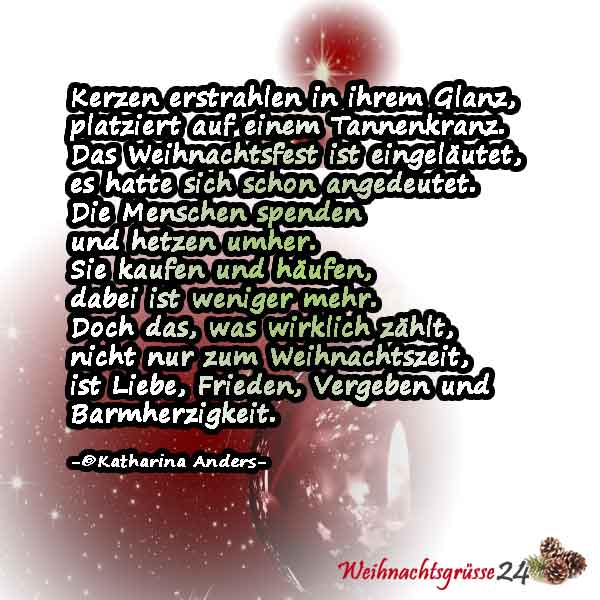 Kerzen erstrahlen in ihrem Glanz,
platziert auf einem Tannenkranz.
Das Weihnachtsfest ist eingeläutet,
es hatte sich schon angedeutet.
Die Menschen spenden
und hetzen umher.
Sie kaufen und häufen,
dabei ist weniger mehr.
Doch das, was wirklich zählt,
nicht nur zum Weihnachtszeit,
ist Liebe, Frieden, Vergeben und
Barmherzigkeit.
-©Katharina Anders-
Weihnachtsgrüsse24